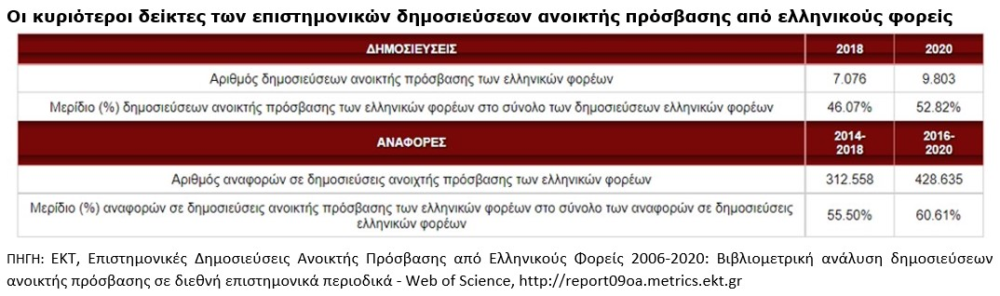 Οι κυριότεροι δείκτες των επιστημονικών δημοσιεύσεων ανοικτής πρόσβασης από ελληνικούς φορείς
ΔΗΜΟΣΙΕΥΣΕΙΣ 2018 2020
Αριθμός δημοσιεύσεων ανοικτής πρόσβασης των ελληνικών φορέων 7.076 9.803
Μερίδιο (%) δημοσιεύσεων ανοικτής πρόσβασης των ελληνικών φορέων στο σύνολο των δημοσιεύσεων ελληνικών φορέων 46.07% 52.82%
ΑΝΑΦΟΡΕΣ 2014-2018 2016-2020
Αριθμός αναφορών σε δημοσιεύσεις ανοιχτής πρόσβασης των ελληνικών φορέων 312.558 428.635
Μερίδιο (%) αναφορών σε δημοσιεύσεις ανοικτής πρόσβασης των ελληνικών φορέων στο σύνολο των αναφορών σε δημοσιεύσεις
ελληνικών φορέων 55.50% 60.61%
ΠΗΓΗ: ΕΚΤ, Επιστημονικές Δημοσιεύσεις Ανοικτής Πρόσβασης από Ελληνικούς Φορείς 2006-2020: Βιβλιομετρική ανάλυση δημοσιεύσεων
ανοικτής πρόσβασης σε διεθνή επιστημονικά περιοδικά - Web of Science, http://report09oa.metrics.ekt.gr